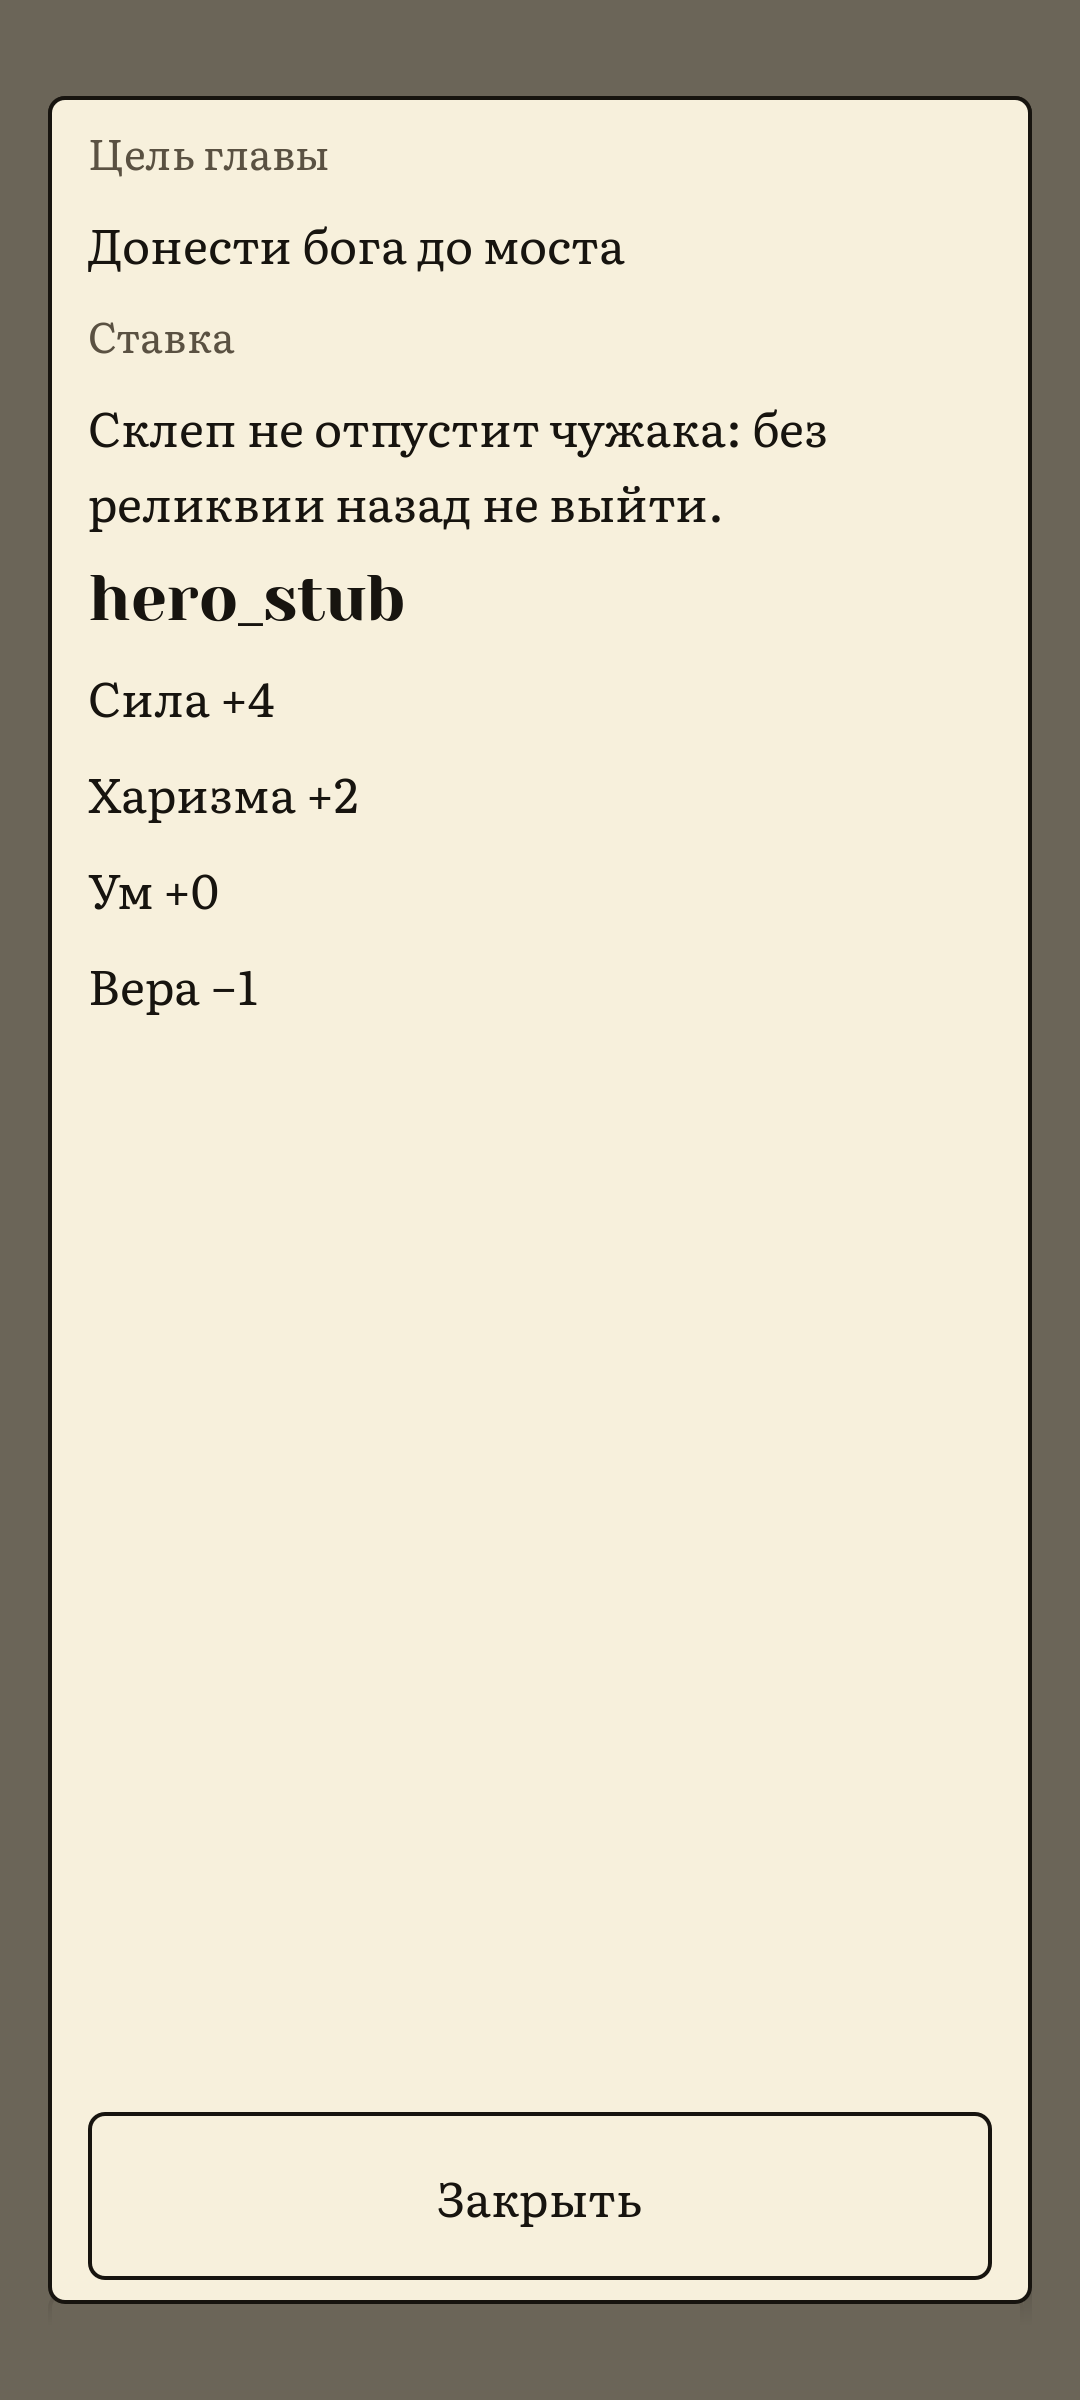 Цель главы
Донести бога до моста
Ставка
Склеп не отпустит чужака: без
реликвии назад не выйти.
hero_stub
Сила +4
Харизма +2
Ум +0
Вера −1
Закрыть